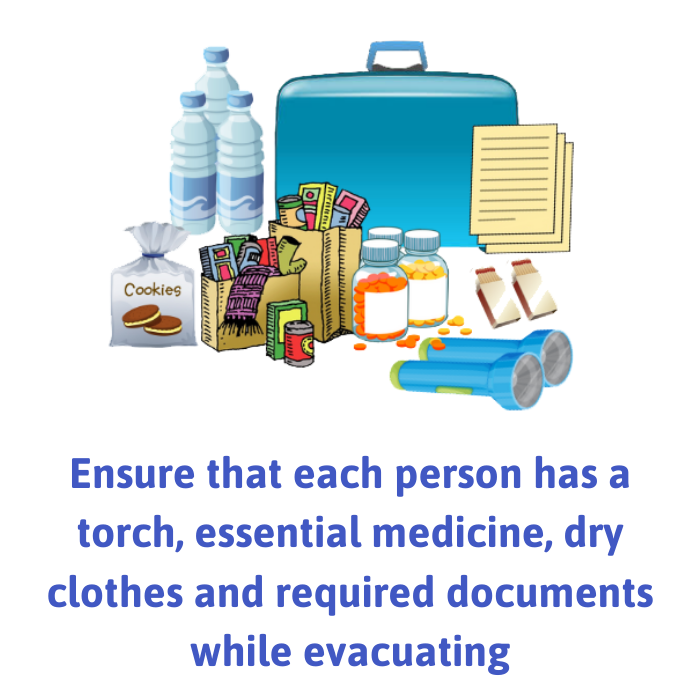 Cookies
Ensure that each person has a
torch, essential medicine, dry
clothes and required documents
while evacuating